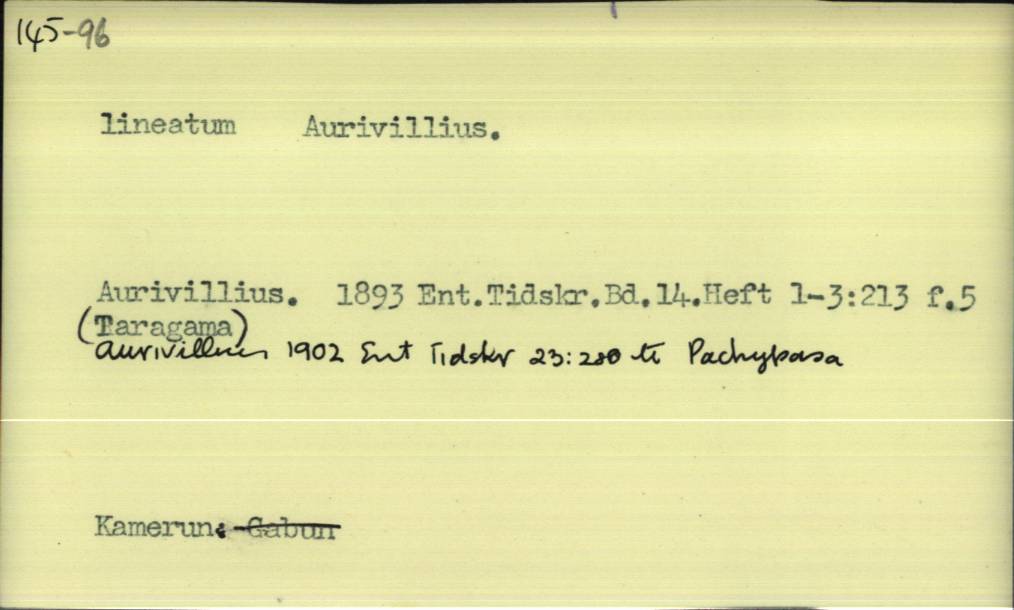 145-96
lineatum Aurivillius.
Aurivillius. 1893 Ent.Tidskr.Bd.14.Heft 1-3:213 f.5
(Taragama)
Aurivillius 1902 Ent Tidskr 23: to Pachypasa
Kamerun: Gabun